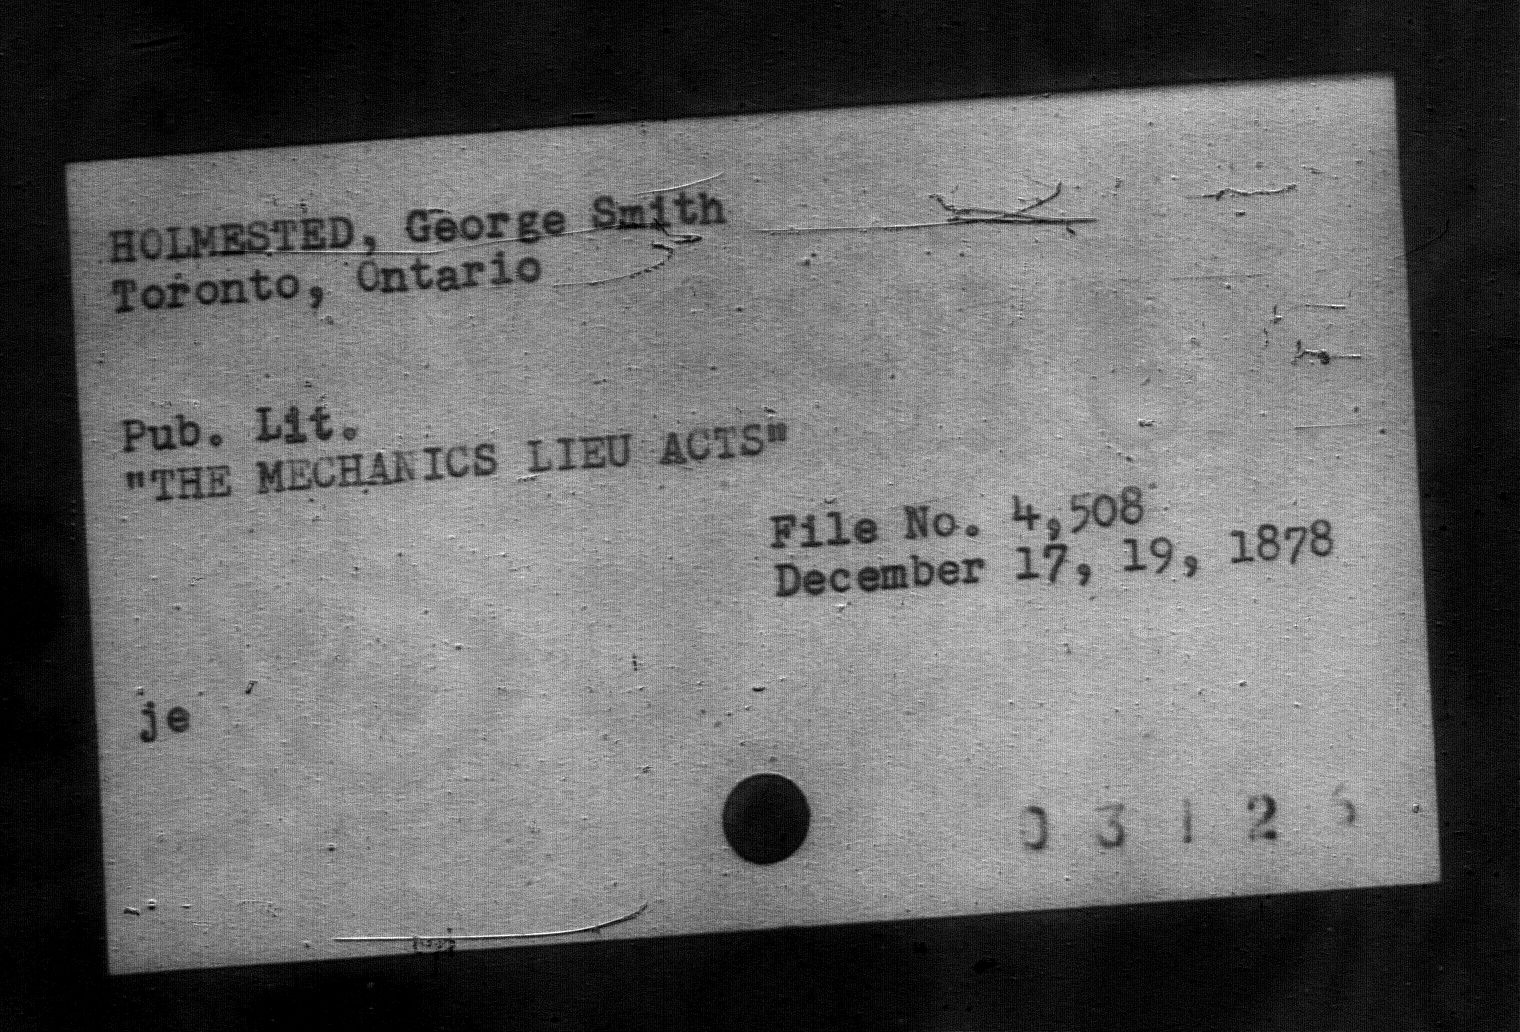 HOLMESTED, George Smith
Toronto, Ontario
Pub. Lit.
"THE MECHANICS LIEU ACTS"
File No. 4,508
December 17, 19, 1878
je